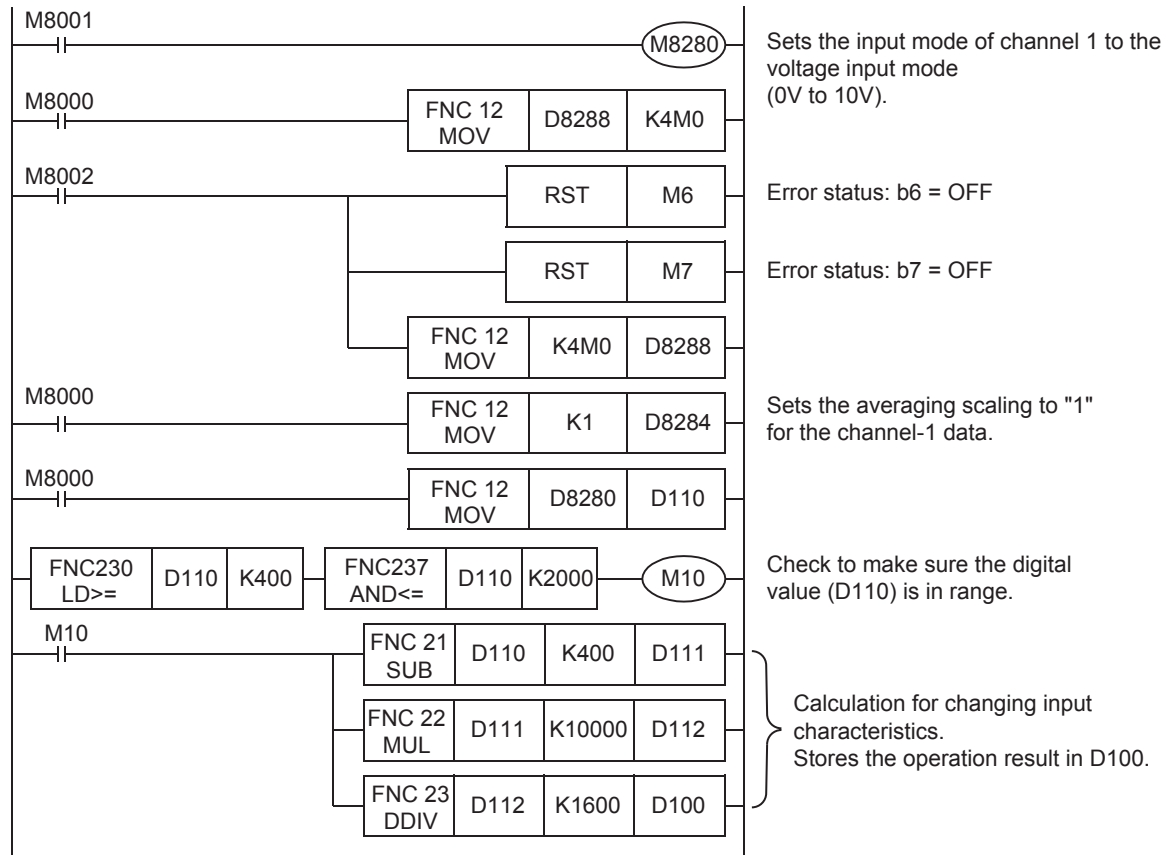 M8001
M8280
Sets the input mode of channel 1 to the
voltage input mode
(0V to 10V).
M8000
FNC 12
MOV
D8288
K4M0
M8002
RST
M6
Error status: b6 = OFF
RST
M7
Error status: b7 = OFF
FNC 12
MOV
K4M0
D8288
M8000
FNC 12
MOV
K1
D8284
Sets the averaging scaling to "1"
for the channel-1 data.
M8000
FNC 12
MOV
D8280
D110
FNC230
LD>=
D110
K400
FNC237
AND<=
D110
K2000
M10
Check to make sure the digital
value (D110) is in range.
M10
FNC 21
SUB
D110
K400
D111
FNC 22
MUL
D111
K10000
D112
FNC 23
DDIV
D112
K1600
D100
Calculation for changing input
characteristics.
Stores the operation result in D100.